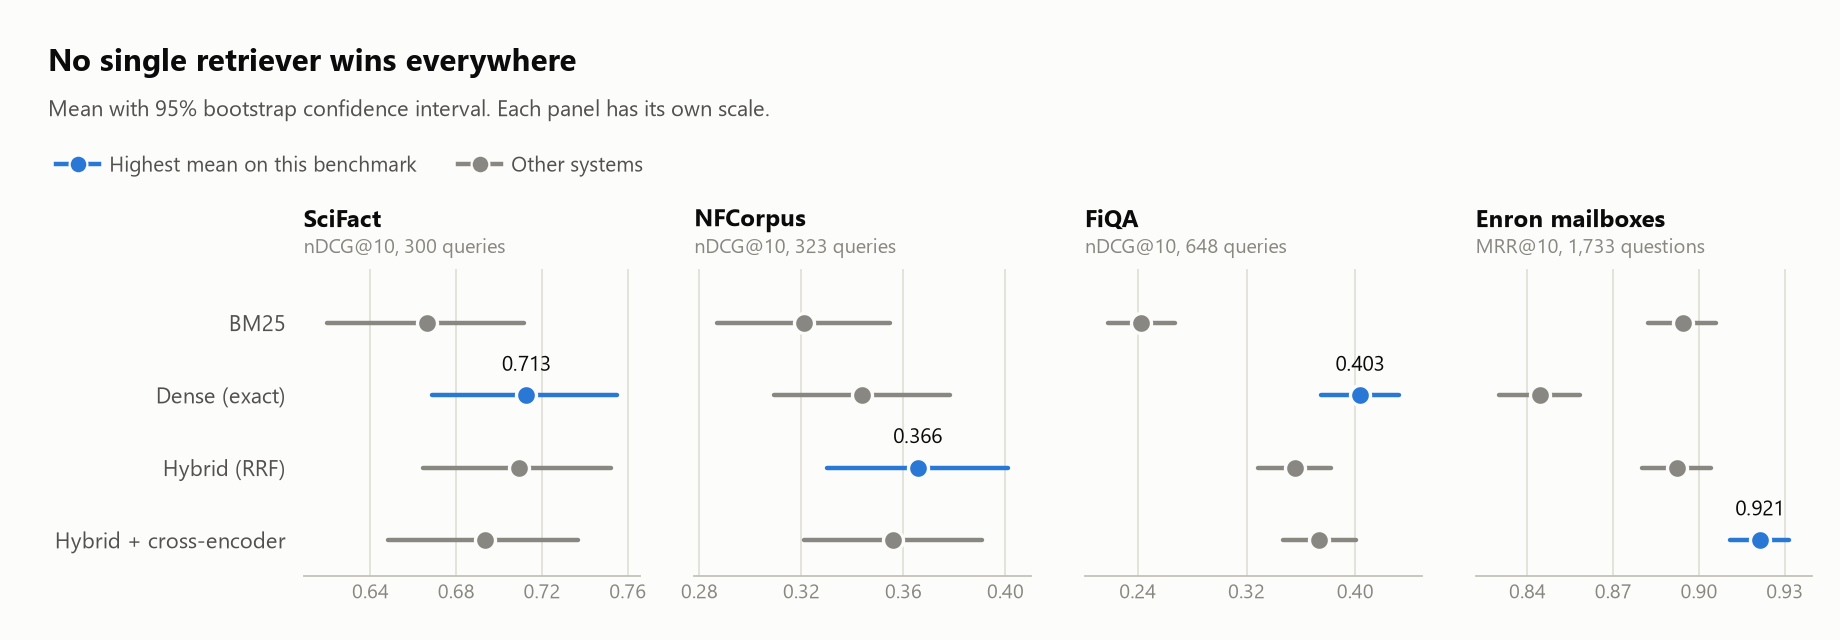 No single retriever wins everywhere
Mean with 95% bootstrap confidence interval. Each panel has its own scale.
Highest mean on this benchmark Other systems
SciFact NFCorpus FiQA Enron mailboxes
nDCG@10, 300 queries nDCG@10, 323 queries nDCG@10, 648 queries MRR@10, 1,733 questions
BM25
0.713 0.403
Dense (exact)
0.366
Hybrid (RRF)
0.921
Hybrid + cross-encoder
0.64 0.68 0.72 0.76 0.28 0.32 0.36 0.40 0.24 0.32 0.40 0.84 0.87 0.90 0.93